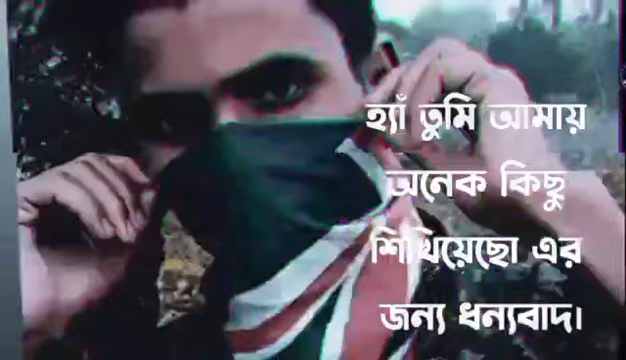 হ্যাঁ তুমি আমায়
অনেক কিছু
শিখিয়েছো এর
জন্য ধন্যবাদ।